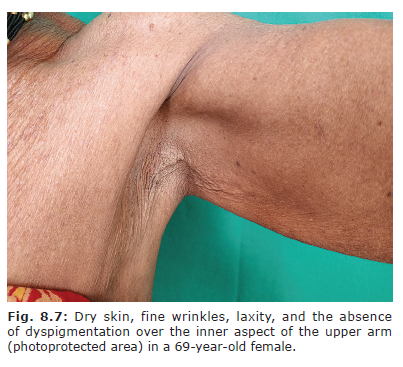 Fig. 8.7: Dry skin, fine wrinkles, laxity, and the absence
of dyspigmentation over the inner aspect of the upper arm
(photoprotected area) in a 69-year-old female.